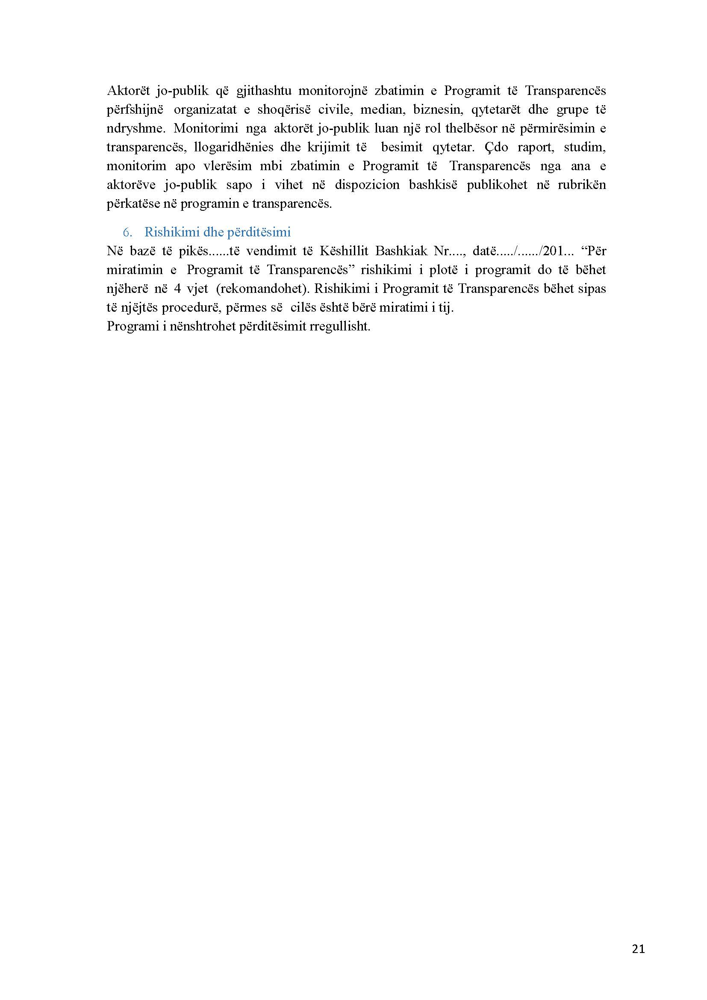 Aktorët jo-publik që gjithashtu monitorojnë zbatimin e Programit të Transparencës
përfshijnë organizatat e shoqërisë civile, median, biznesin, qytetarët dhe grupe të
ndryshme. Monitorimi nga aktorët jo-publik luan një rol thelbësor në përmirësimin e
transparencës, llogaridhënies dhe krijimit të besimit qytetar. Çdo raport, studim,
monitorim apo vlerësim mbi zbatimin e Programit të Transparencës nga ana e
aktorëve jo-publik sapo i vihet në dispozicion bashkisë publikohet në rubrikën
përkatëse në programin e transparencës.
6. Rishikimi dhe përditësimi
Në bazë të pikës......të vendimit të Këshillit Bashkiak Nr...., datë...../....../201... “Për
miratimin e Programit të Transparencës” rishikimi i plotë i programit do të bëhet
njëherë në 4 vjet (rekomandohet). Rishikimi i Programit të Transparencës bëhet sipas
të njëjtës procedurë, përmes së cilës është bërë miratimi i tij.
Programi i nënshtrohet përditësimit rregullisht.
21